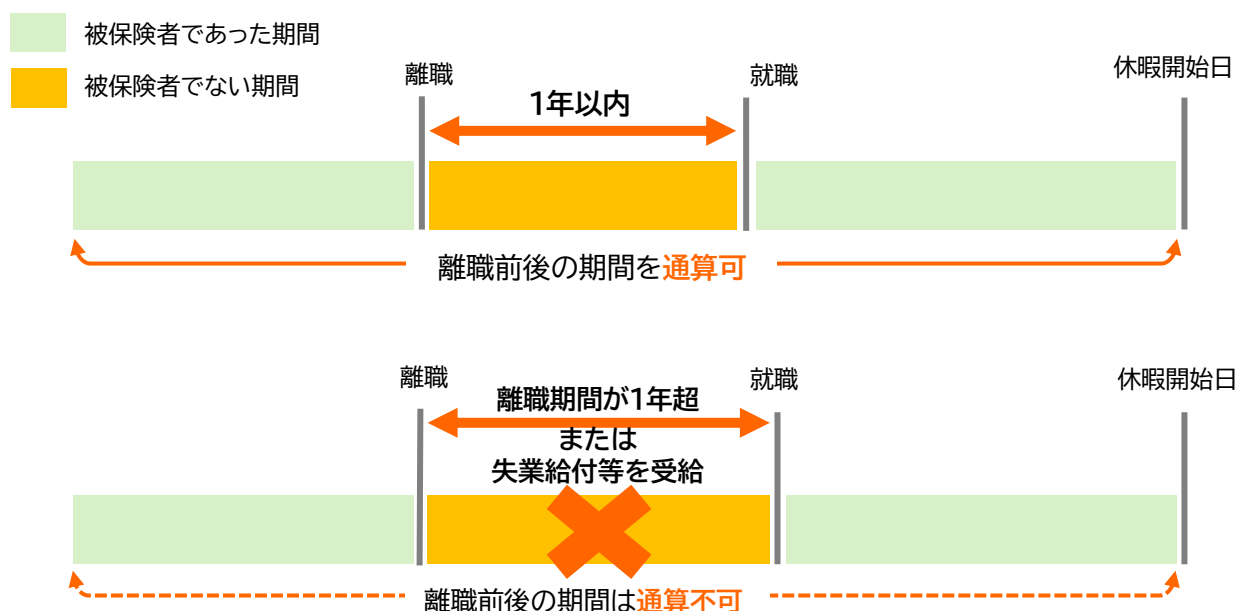 被保険者であった期間
被保険者でない期間
離職
就職
休暇開始日
1年以内
離職前後の期間を通算可
離職
就職
休暇開始日
離職期間が1年超
または
失業給付等を受給
離職前後の期間は通算不可